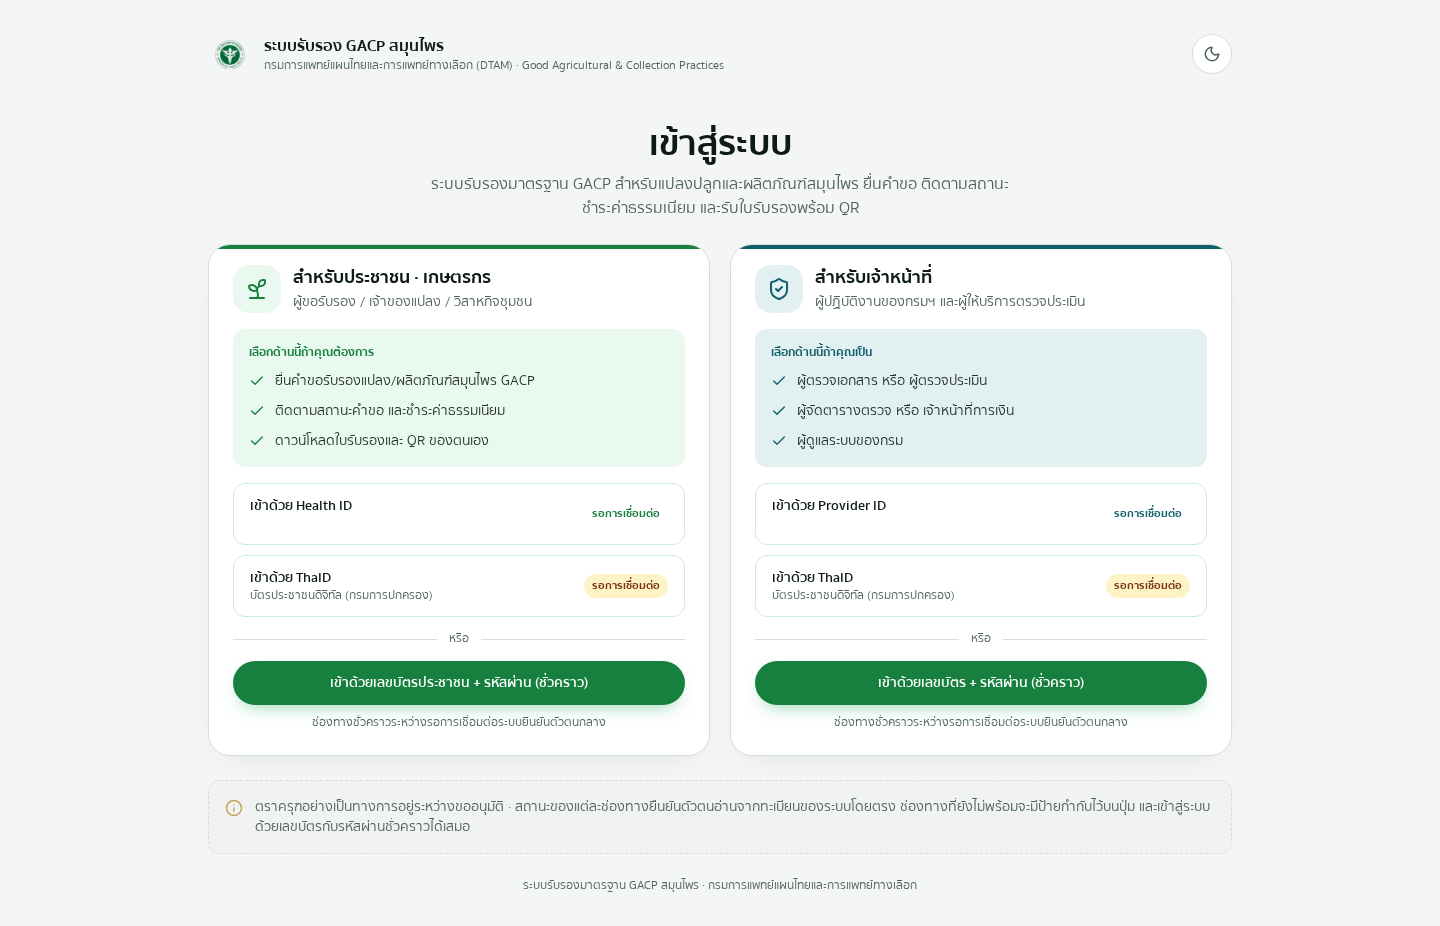 ระบบรับรอง GACP สมุนไพร
กรมการแพทย์แผนไทยและการแพทย์ทางเลือก (DTAM) · Good Agricultural & Collection Practices
เข้าสู่ระบบ
ระบบรับรองมาตรฐาน GACP สำหรับแปลงปลูกและผลิตภัณฑ์สมุนไพร ยื่นคำขอ ติดตามสถานะ
ชำระค่าธรรมเนียม และรับใบรับรองพร้อม QR
สำหรับประชาชน · เกษตรกร
ผู้ขอรับรอง / เจ้าของแปลง / วิสาหกิจชุมชน
เลือกด้านนี้ถ้าคุณต้องการ
ยื่นคำขอรับรองแปลง/ผลิตภัณฑ์สมุนไพร GACP
ติดตามสถานะคำขอ และชำระค่าธรรมเนียม
ดาวน์โหลดใบรับรองและ QR ของตนเอง
เข้าด้วย Health ID
รอการเชื่อมต่อ
เข้าด้วย ThaID
บัตรประชาชนดิจิทัล (กรมการปกครอง)
รอการเชื่อมต่อ
หรือ
เข้าด้วยเลขบัตรประชาชน + รหัสผ่าน (ชั่วคราว)
ช่องทางชั่วคราวระหว่างรอการเชื่อมต่อระบบยืนยันตัวตนกลาง
สำหรับเจ้าหน้าที่
ผู้ปฏิบัติงานของกรมฯ และผู้ให้บริการตรวจประเมิน
เลือกด้านนี้ถ้าคุณเป็น
ผู้ตรวจเอกสาร หรือ ผู้ตรวจประเมิน
ผู้จัดตารางตรวจ หรือ เจ้าหน้าที่การเงิน
ผู้ดูแลระบบของกรม
เข้าด้วย Provider ID
รอการเชื่อมต่อ
เข้าด้วย ThaID
บัตรประชาชนดิจิทัล (กรมการปกครอง)
รอการเชื่อมต่อ
หรือ
เข้าด้วยเลขบัตร + รหัสผ่าน (ชั่วคราว)
ช่องทางชั่วคราวระหว่างรอการเชื่อมต่อระบบยืนยันตัวตนกลาง
ตราครุฑอย่างเป็นทางการอยู่ระหว่างขออนุมัติ · สถานะของแต่ละช่องทางยืนยันตัวตนอ่านจากทะเบียนของระบบโดยตรง ช่องทางที่ยังไม่พร้อมจะมีป้ายกำกับไว้บนปุ่ม และเข้าสู่ระบบ
ด้วยเลขบัตรกับรหัสผ่านชั่วคราวได้เสมอ
ระบบรับรองมาตรฐาน GACP สมุนไพร · กรมการแพทย์แผนไทยและการแพทย์ทางเลือก